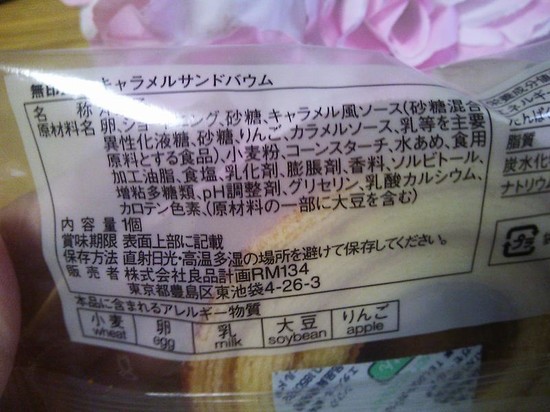 無印 キャラメルサンドバウム
名 称
原材料名 卵、ショートニング、砂糖、キャラメル風ソース(砂糖混合
異性化液糖、砂糖、りんご、カラメルソース、乳等を主要
原料とする食品)、小麦粉、コーンスターチ、水あめ、食用
加工油脂、食塩、乳化剤、膨脹剤、香料、ソルビトール、
増粘多糖類、pH調整剤、グリセリン、乳酸カルシウム、
カロテン色素、(原材料の一部に大豆を含む)
内 容 量 1個
賞味期限 表面上部に記載
保存方法 直射日光・高温多湿の場所を避けて保存してください。
販 売 者 株式会社良品計画RM134
東京都豊島区東池袋4-26-3
本品に含まれるアレルギー物質
小麦 卵 乳 大豆 りんご
wheat egg milk soybean apple
脂質
炭水化
ナトリウ
プラ